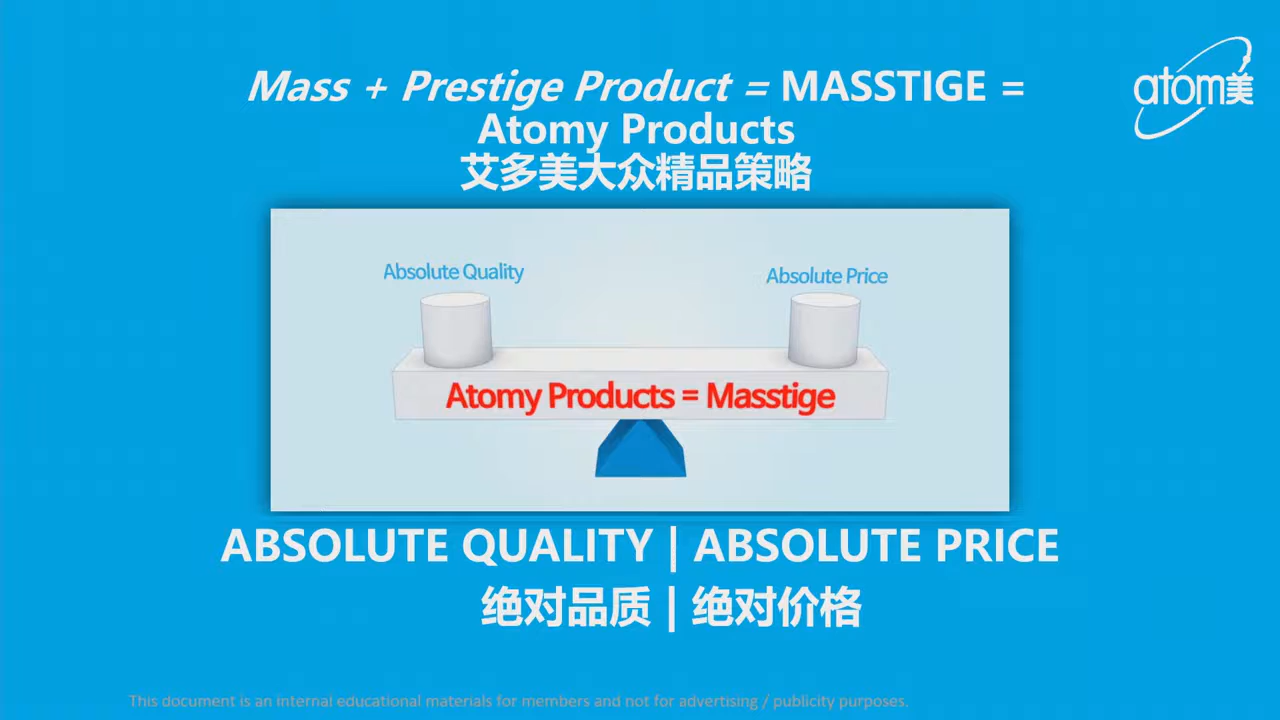 Mass + Prestige Product = MASSTIGE =
Atomy Products
艾多美大众精品策略
atom美
Absolute Quality
Absolute Price
Atomy Products = Masstige
ABSOLUTE QUALITY | ABSOLUTE PRICE
绝对品质 | 绝对价格
This document is an internal educational materials for members and not for advertising / publicity purposes.